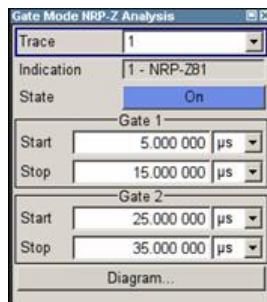 Gate Mode NRP-Z Analysis
Trace 1
Indication 1 - NRP-Z81
State On
Gate 1
Start 5.000 000 µs
Stop 15.000 000 µs
Gate 2
Start 25.000 000 µs
Stop 35.000 000 µs
Diagram...